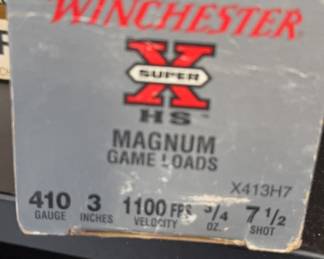 WINCHESTER
SUPER
X
HS
MAGNUM
GAME LOADS
X413H7
410 3 1100 FPS 3/4 7 1/2
GAUGE INCHES VELOCITY OZ. SHOT